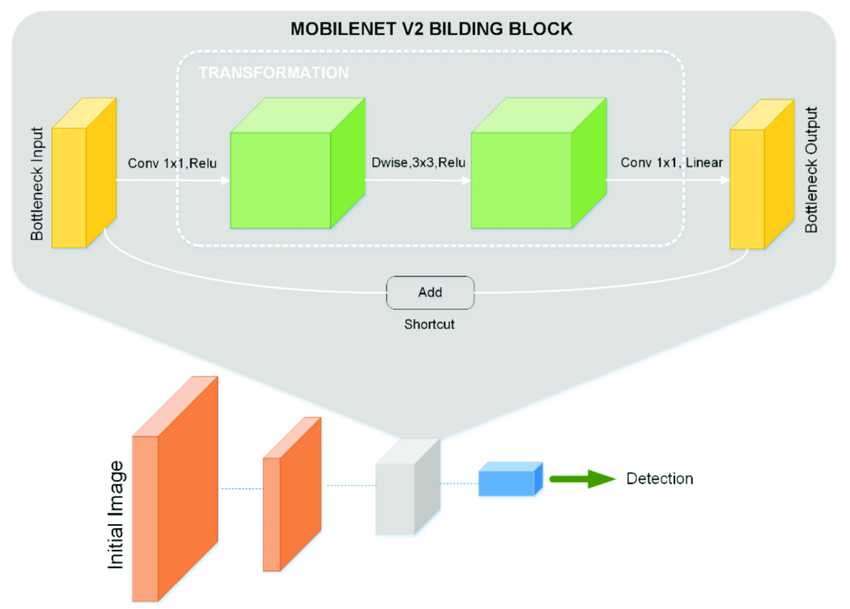 MOBILENET V2 BILDING BLOCK
TRANSFORMATION
Bottleneck Input
Conv 1x1,Relu
Dwise,3x3,Relu
Conv 1x1, Linear
Bottleneck Output
Add
Shortcut
Initial Image
Detection